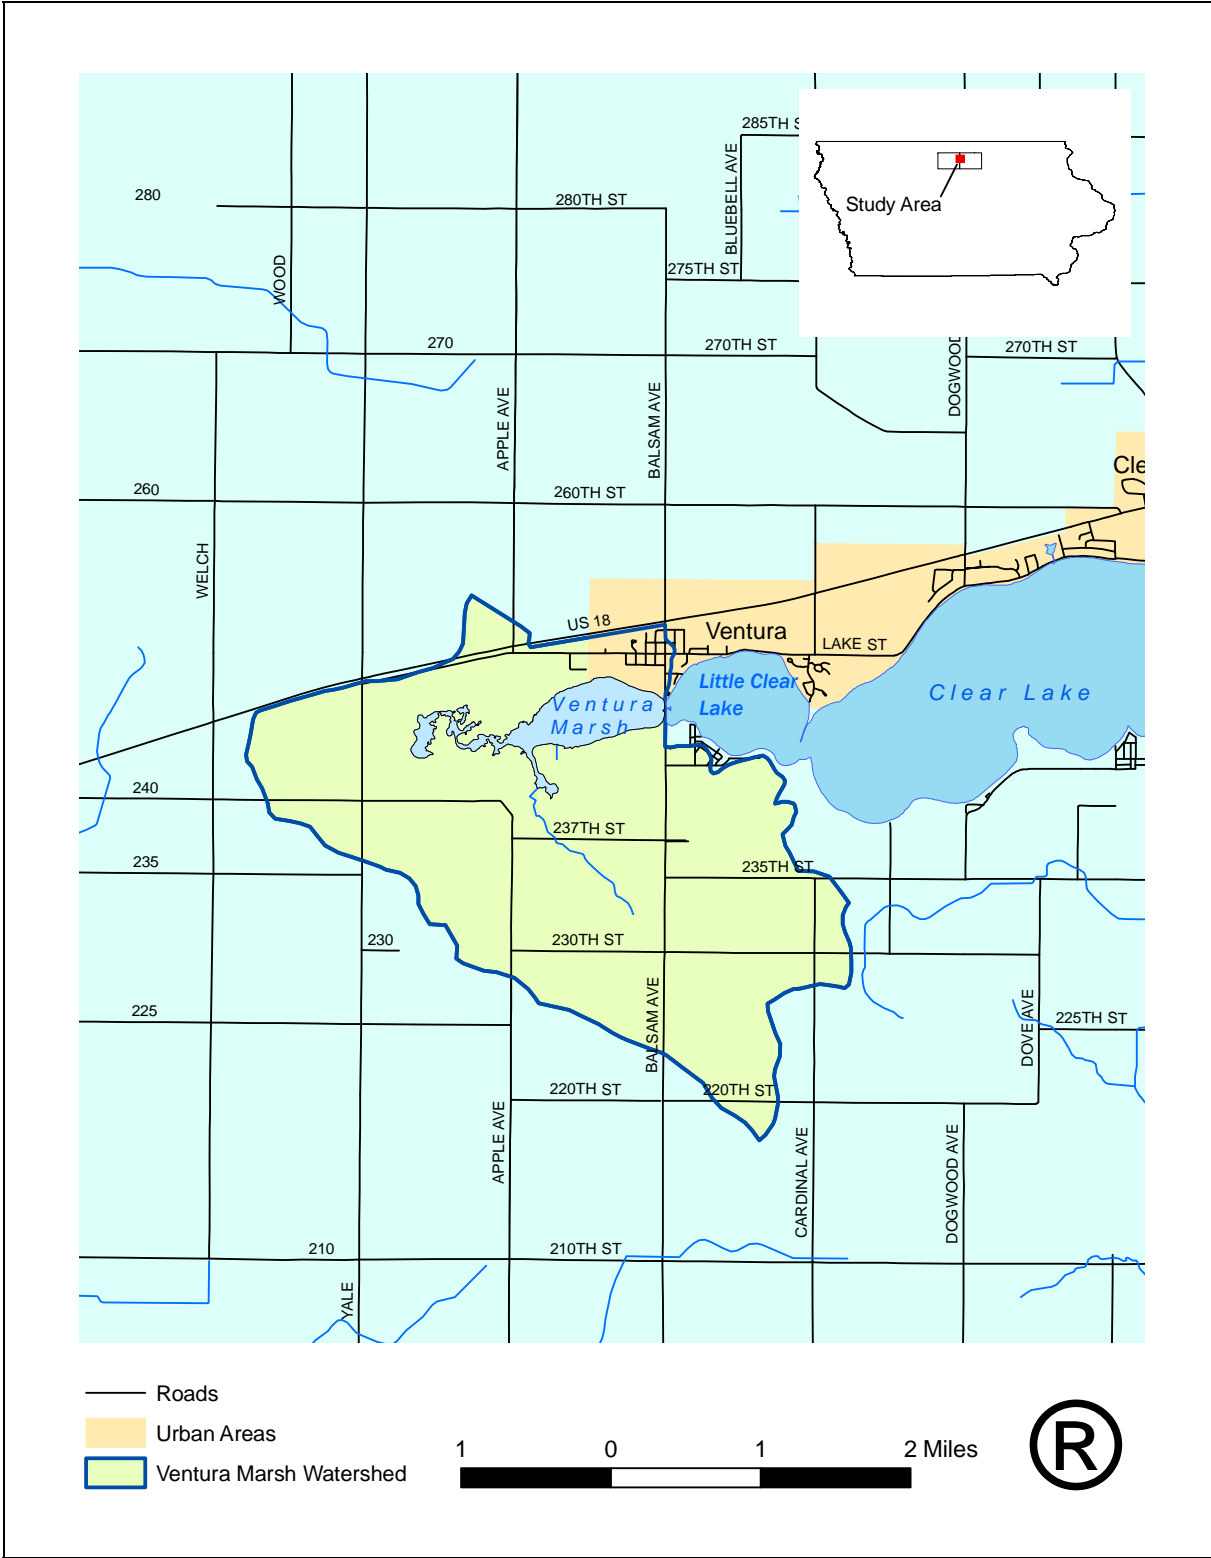 285TH S
280
280TH ST
BLUEBELL AVE
Study Area
WOOD
275TH ST
270
270TH ST
DOGWOOD
270TH ST
APPLE AVE
BALSAM AVE
Cle
260
260TH ST
WELCH
US 18
Ventura
LAKE ST
Little Clear
Lake
Clear Lake
Ventura
Marsh
240
237TH ST
235
235TH ST
230
230TH ST
BALSAM AVE
225
DOVE AVE
225TH ST
220TH ST
220TH ST
APPLE AVE
CARDINAL AVE
DOGWOOD AVE
210
210TH ST
YALE
Roads
Urban Areas
Ventura Marsh Watershed
1 0 1 2 Miles
®